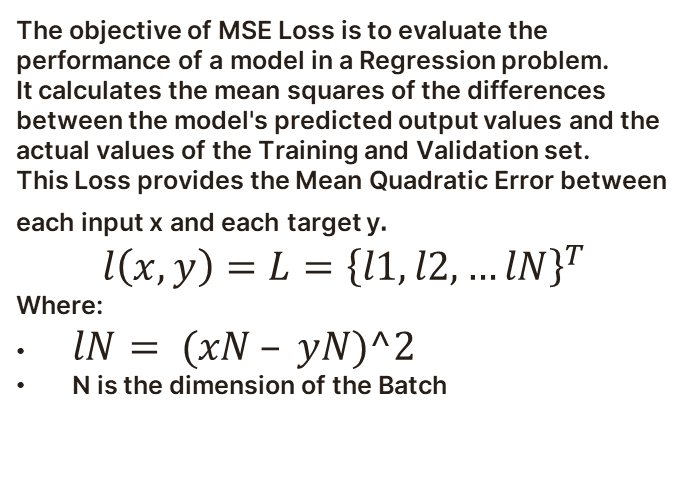 The objective of MSE Loss is to evaluate the
performance of a model in a Regression problem.
It calculates the mean squares of the differences
between the model's predicted output values and the
actual values of the Training and Validation set.
This Loss provides the Mean Quadratic Error between
each input x and each target y.
l(x, y) = L = {l1, l2, … lN}^T
Where:
• lN = (xN − yN)^2
• N is the dimension of the Batch